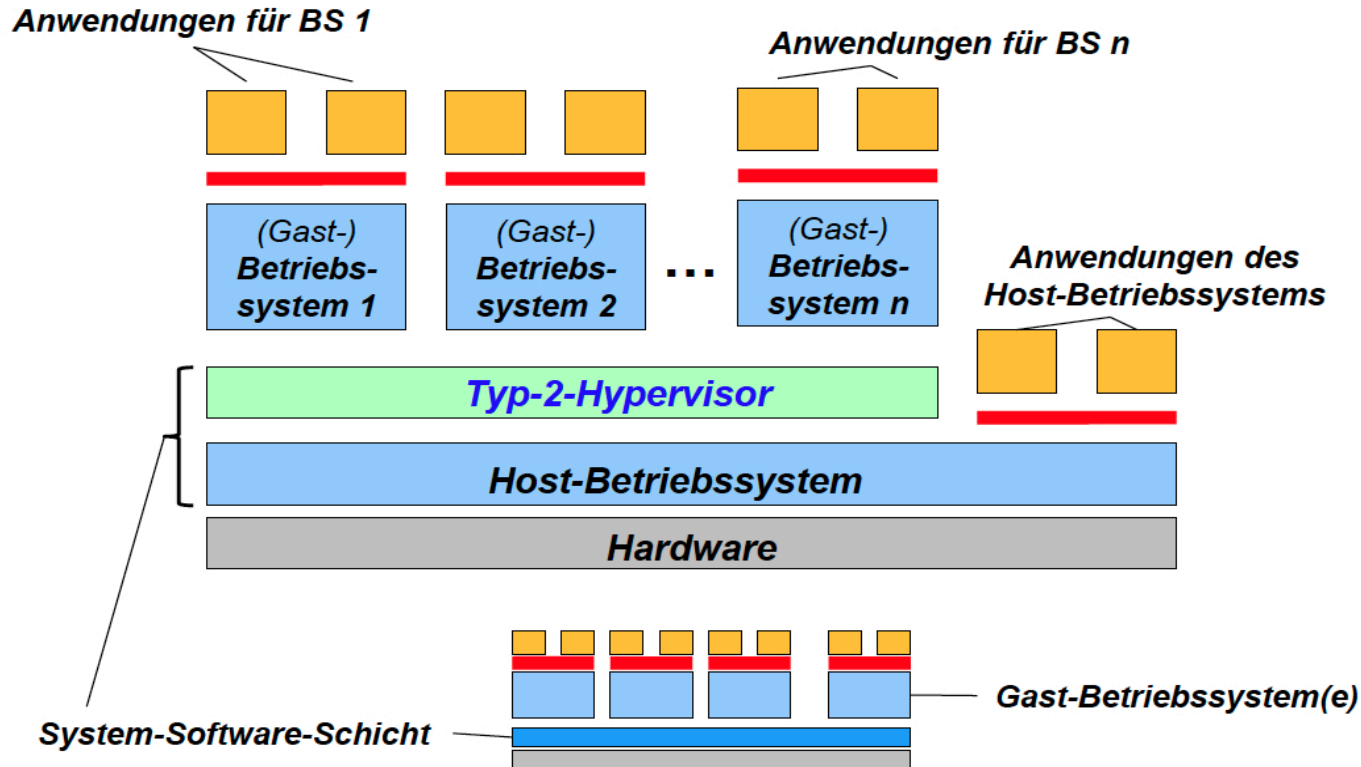 Anwendungen für BS 1
Anwendungen für BS n
(Gast-)
Betriebs-
system 1
(Gast-)
Betriebs-
system 2
...
(Gast-)
Betriebs-
system n
Anwendungen des
Host-Betriebssystems
Typ-2-Hypervisor
Host-Betriebssystem
Hardware
Gast-Betriebssystem(e)
System-Software-Schicht